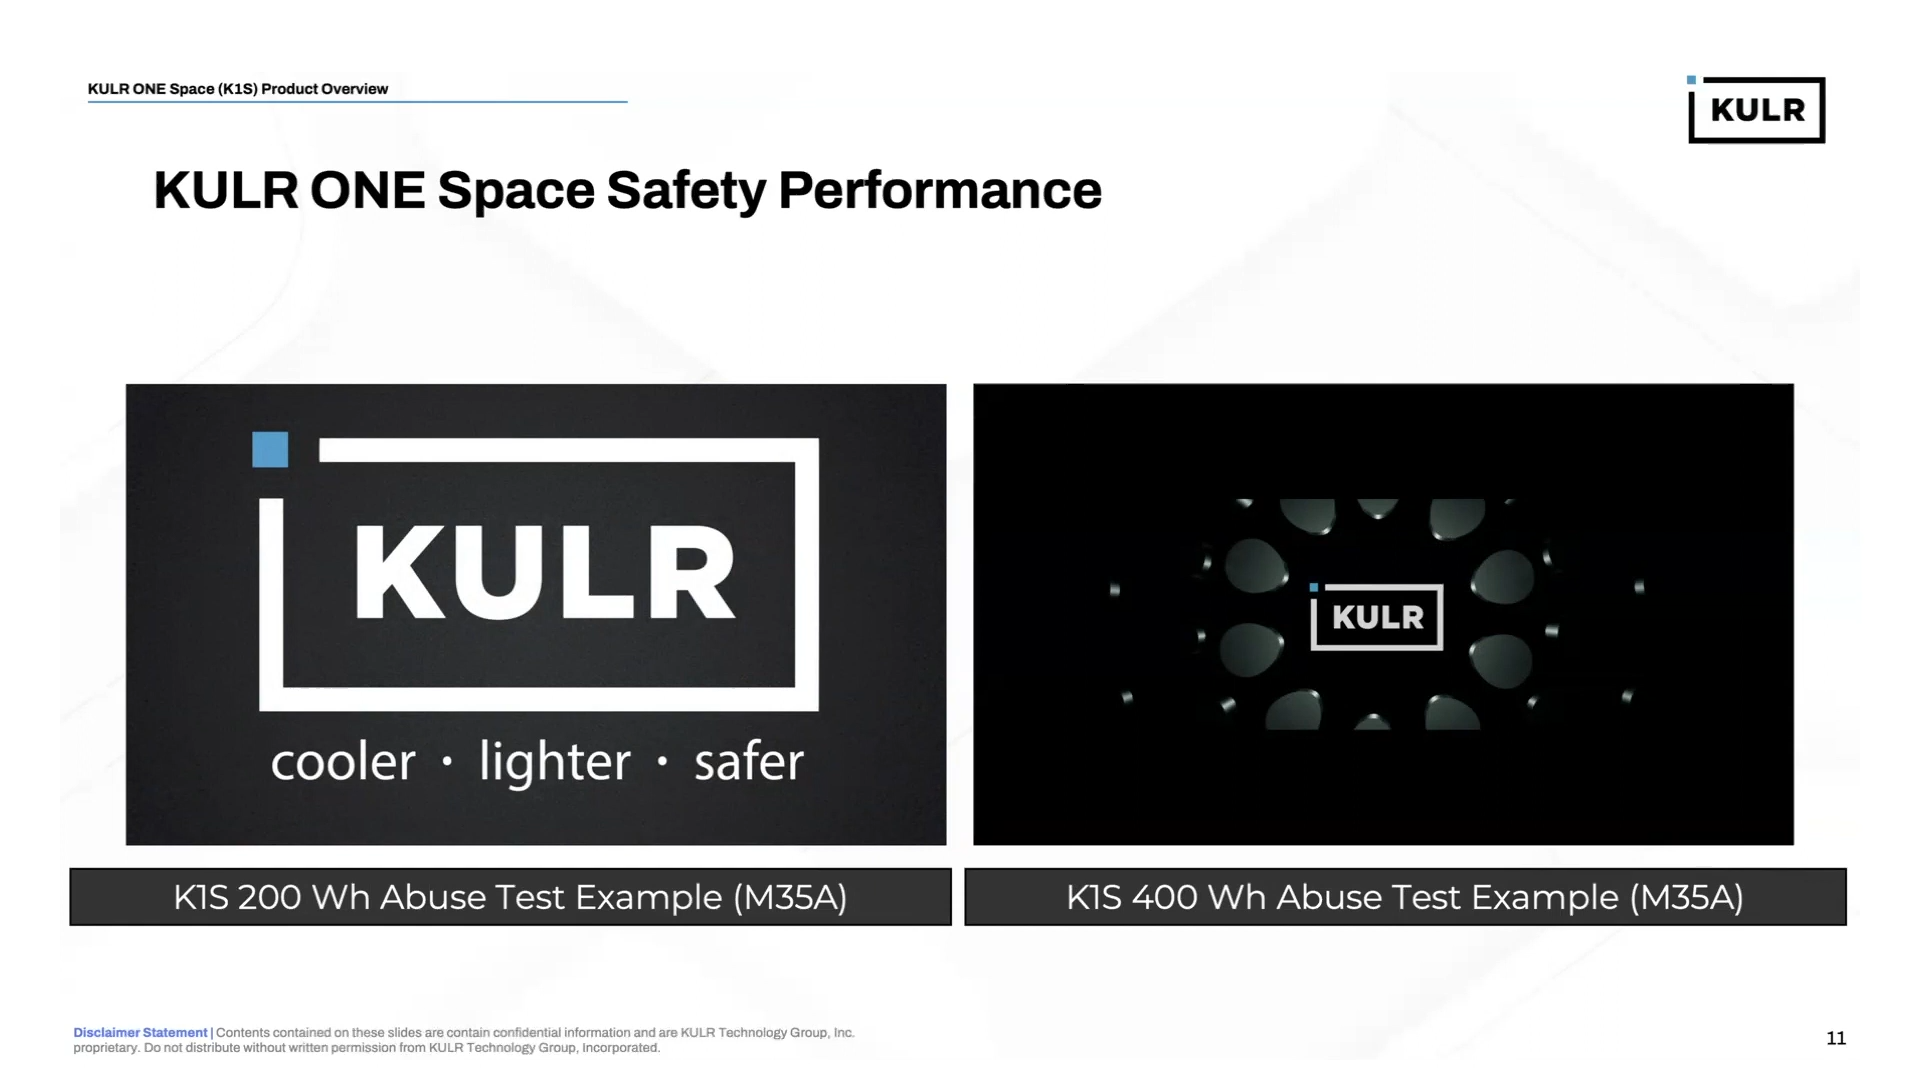 KULR ONE Space (K1S) Product Overview
KULR
KULR ONE Space Safety Performance
KULR
cooler · lighter · safer
KULR
K1S 200 Wh Abuse Test Example (M35A)
K1S 400 Wh Abuse Test Example (M35A)
Disclaimer Statement | Contents contained on these slides are contain confidential information and are KULR Technology Group, Inc.
proprietary. Do not distribute without written permission from KULR Technology Group, Incorporated.
11